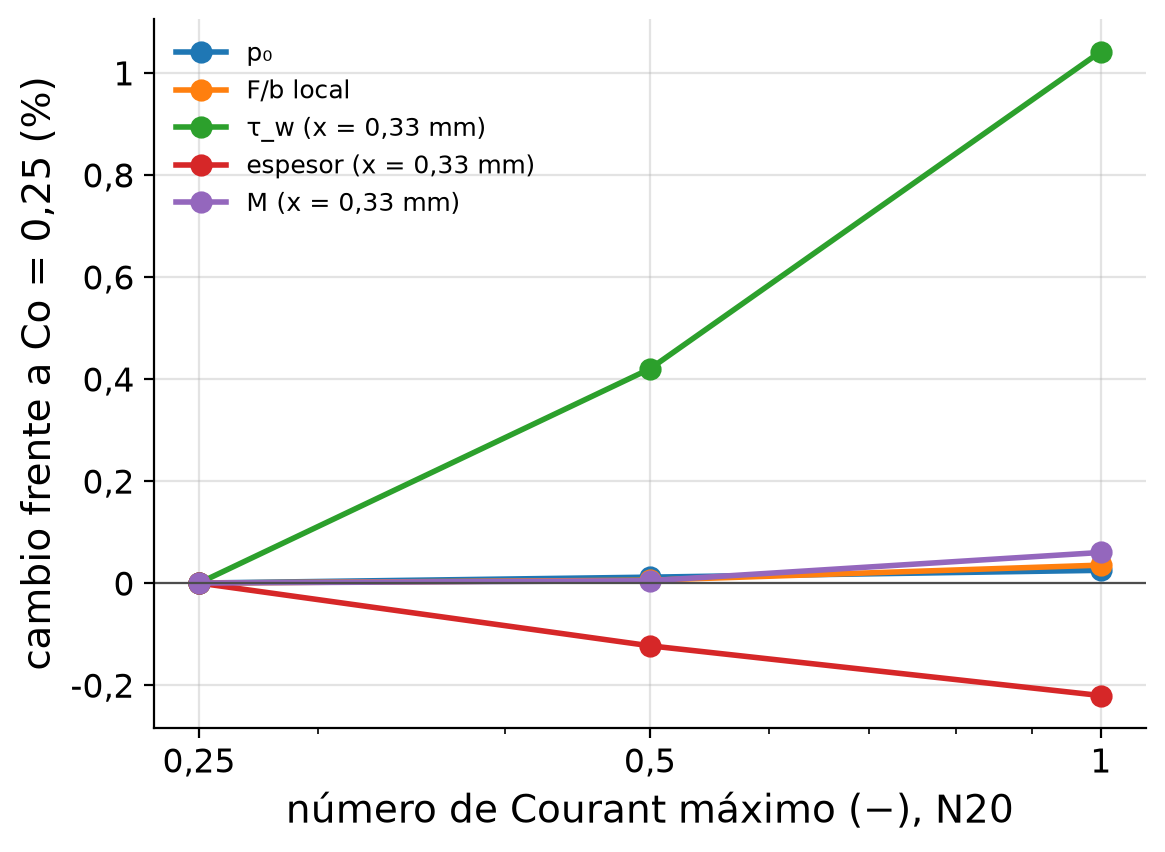 cambio frente a Co = 0,25 (%)
1
0,8
0,6
0,4
0,2
0
-0,2
p₀
F/b local
τ_w (x = 0,33 mm)
espesor (x = 0,33 mm)
M (x = 0,33 mm)
0,25
0,5
1
número de Courant máximo (−), N20